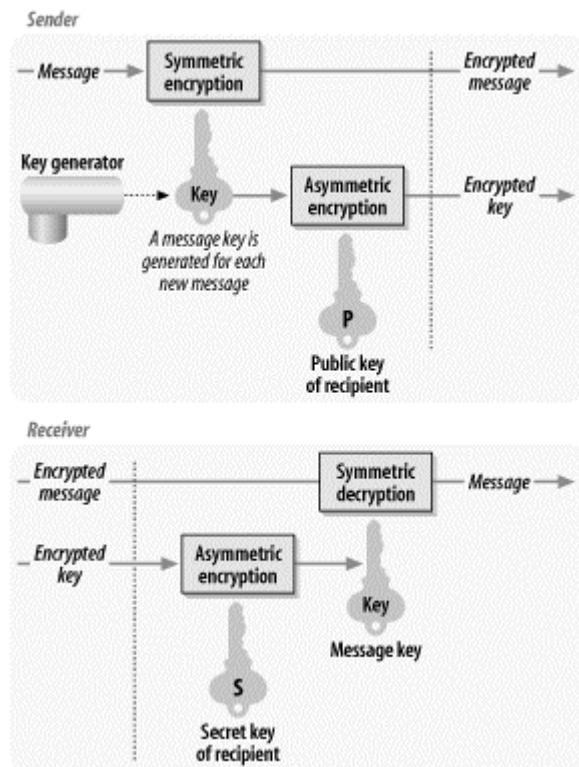 Sender
Message
Symmetric
encryption
Encrypted
message
Key generator
Key
Asymmetric
encryption
Encrypted
key
A message key is
generated for each
new message
P
Public key
of recipient
Receiver
Encrypted
message
Symmetric
decryption
Message
Encrypted
key
Asymmetric
encryption
Key
Message key
S
Secret key
of recipient